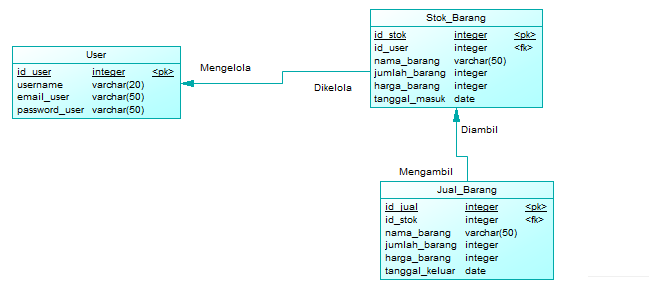 User
id_user integer <pk>
username varchar(20)
email_user varchar(50)
password_user varchar(50)
Mengelola
Dikelola
Stok_Barang
id_stok integer <pk>
id_user integer <fk>
nama_barang varchar(50)
jumlah_barang integer
harga_barang integer
tanggal_masuk date
Diambil
Mengambil
Jual_Barang
id_jual integer <pk>
id_stok integer <fk>
nama_barang varchar(50)
jumlah_barang integer
harga_barang integer
tanggal_keluar date